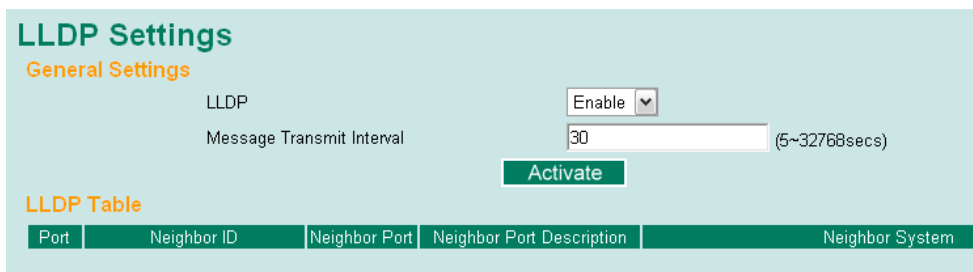 LLDP Settings
General Settings
LLDP Enable
Message Transmit Interval 30 (5~32768secs)
Activate
LLDP Table
Port Neighbor ID Neighbor Port Neighbor Port Description Neighbor System